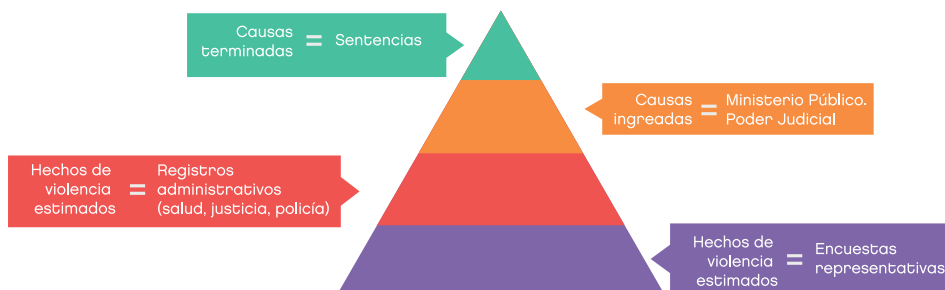 Causas
terminadas
=
Sentencias
Causas
ingreadas
=
Ministerio Público.
Poder Judicial
Hechos de
violencia
estimados
=
Registros
administrativos
(salud, justicia, policía)
Hechos de
violencia
estimados
=
Encuestas
representativas